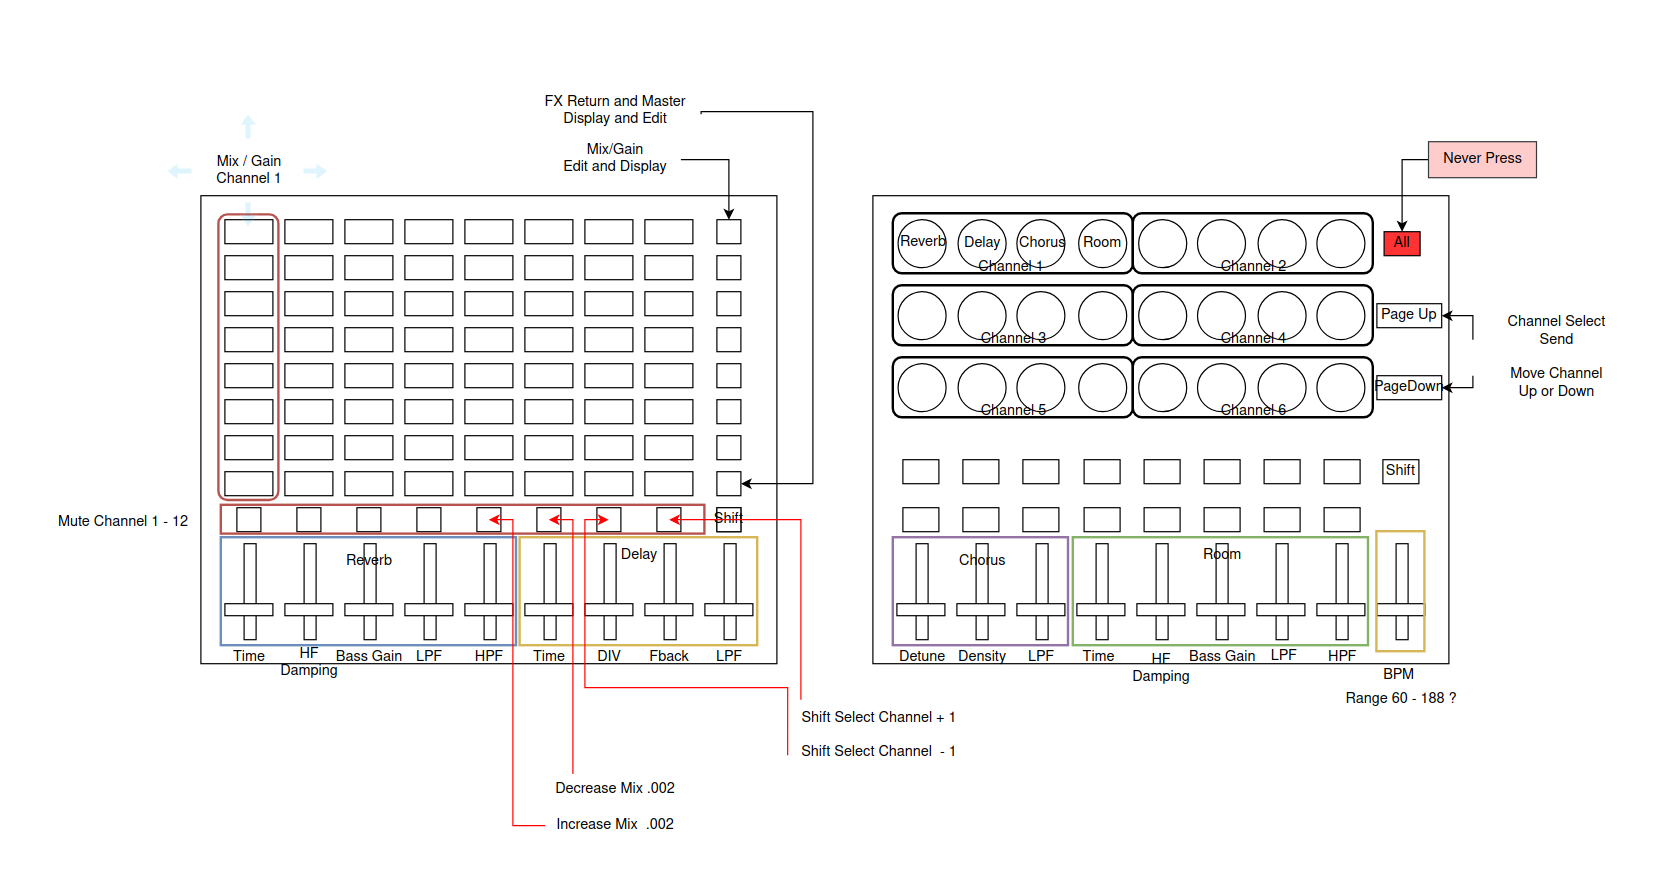 FX Return and Master
Display and Edit
Mix/Gain
Edit and Display
Mix / Gain
Channel 1
Never Press
Reverb
Delay
Chorus
Room
Channel 1
Channel 2
All
Channel 3
Channel 4
Page Up
Channel Select
Send
Channel 5
Channel 6
PageDown
Move Channel
Up or Down
Shift
Mute Channel 1 - 12
Shift
Reverb
Delay
Chorus
Room
Time
HF
Damping
Bass Gain
LPF
HPF
Time
DIV
Fback
LPF
Detune
Density
LPF
Time
HF
Damping
Bass Gain
LPF
HPF
BPM
Range 60 - 188 ?
Shift Select Channel + 1
Shift Select Channel  - 1
Decrease Mix .002
Increase Mix  .002